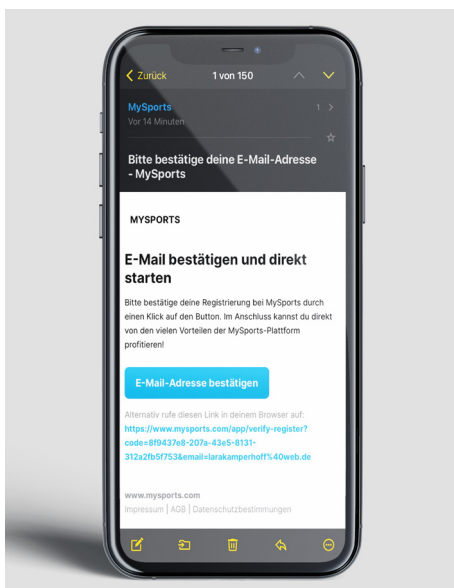 Zurück
1 von 150
MySports
1
Vor 14 Minuten
Bitte bestätige deine E-Mail-Adresse
- MySports
MYSPORTS
E-Mail bestätigen und direkt
starten
Bitte bestätige deine Registrierung bei MySports durch
einen Klick auf den Button. Im Anschluss kannst du direkt
von den vielen Vorteilen der MySports-Plattform
profitieren!
E-Mail-Adresse bestätigen
Alternativ rufe diesen Link in deinem Browser auf:
https://www.mysports.com/app/verify-register?
code=8f9437e8-207a-43e5-8131-
312a2fb5f753&email=larakamperhoff%40web.de
www.mysports.com
Impressum | AGB | Datenschutzbestimmungen